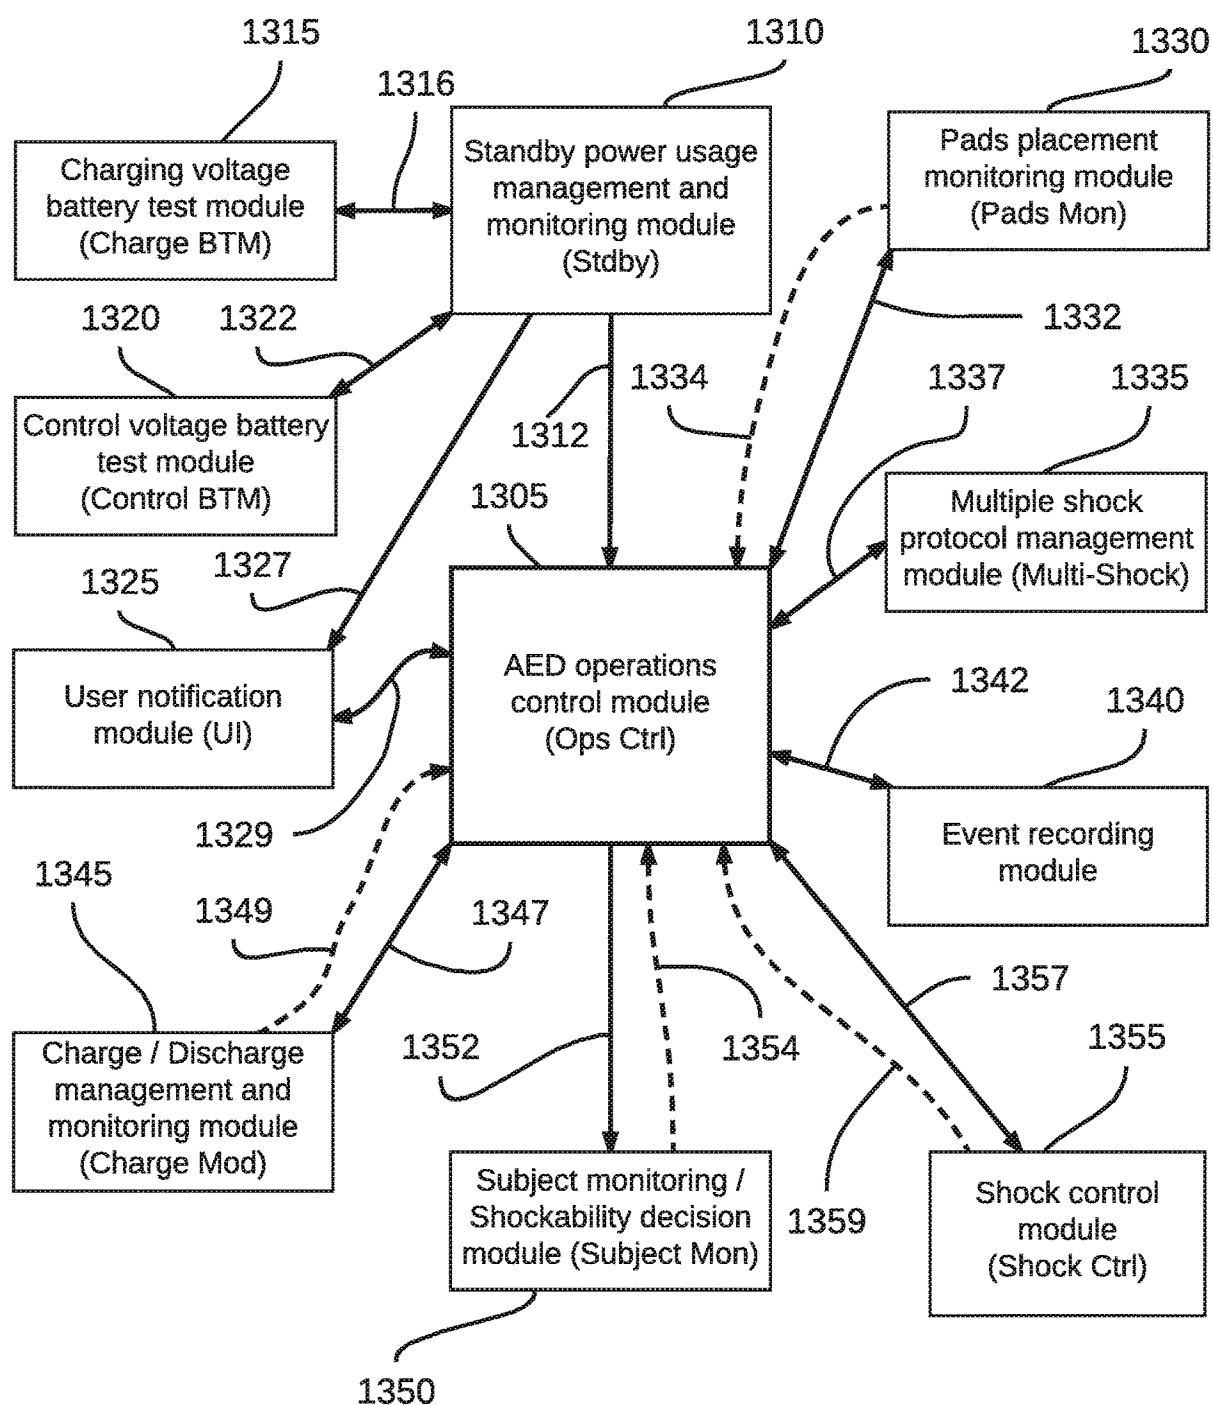 1315
1310
1330
1316
Charging voltage
battery test module
(Charge BTM)
Standby power usage
management and
monitoring module
(Stdby)
Pads placement
monitoring module
(Pads Mon)
1320
1322
1332
1334
1337
1335
1312
Control voltage battery
test module
(Control BTM)
Multiple shock
protocol management
module (Multi-Shock)
1305
1325
1327
User notification
module (UI)
AED operations
control module
(Ops Ctrl)
1342
1340
1329
Event recording
module
1345
1349
1347
1357
1352
1354
1355
Charge / Discharge
management and
monitoring module
(Charge Mod)
Subject monitoring /
Shockability decision
module (Subject Mon)
1359
Shock control
module
(Shock Ctrl)
1350